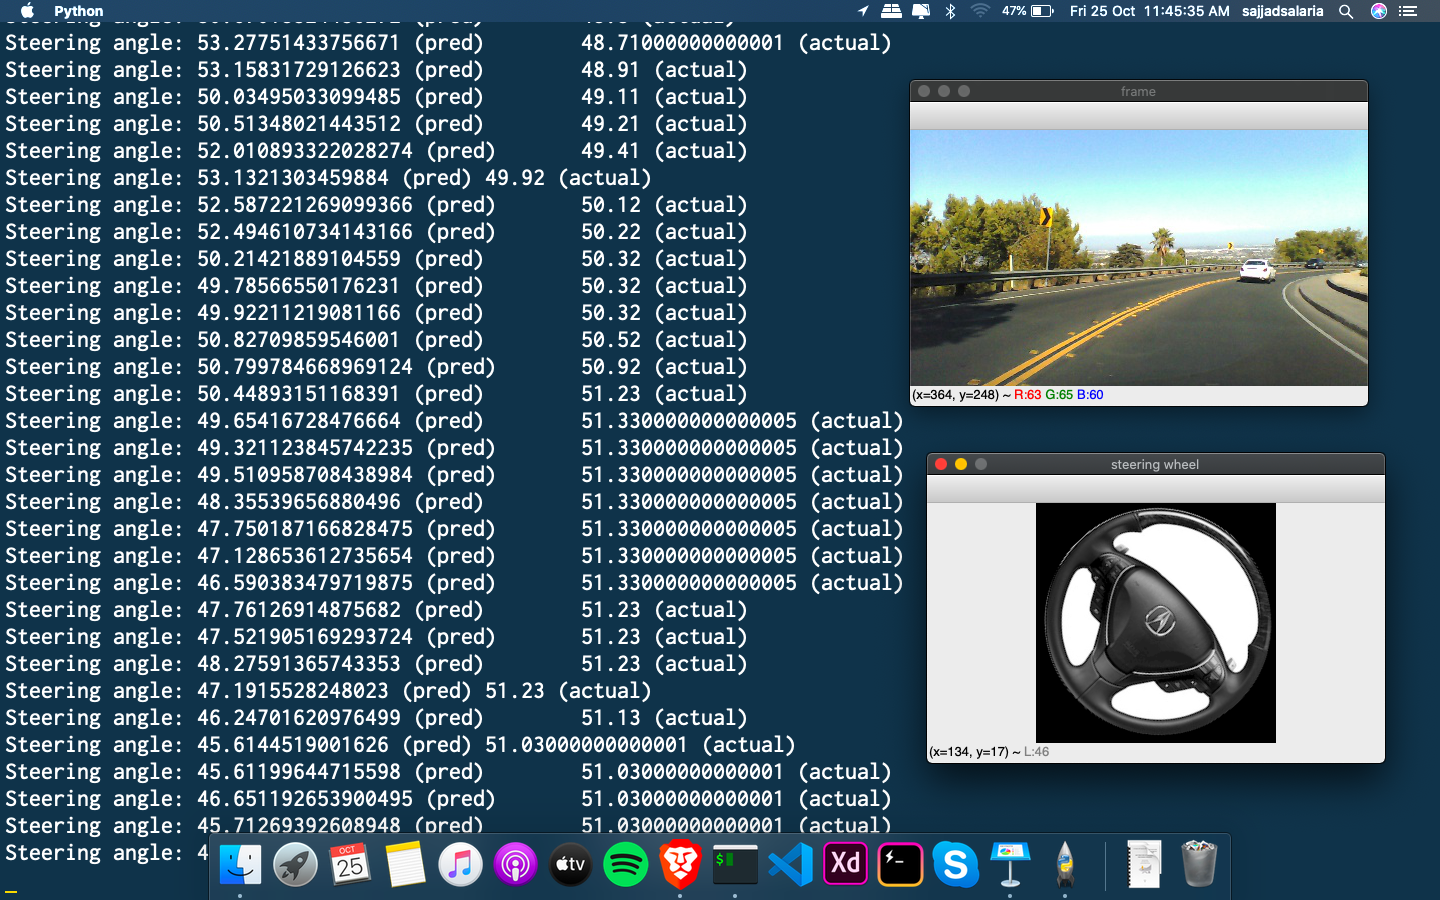 Python
47%
Fri 25 Oct 11:45:35 AM
sajjadsalaria
Steering angle: 53.27751433756671 (pred) 48.71000000000001 (actual)
Steering angle: 53.15831729126623 (pred) 48.91 (actual)
Steering angle: 50.03495033099485 (pred) 49.11 (actual)
Steering angle: 50.51348021443512 (pred) 49.21 (actual)
Steering angle: 52.010893322028274 (pred) 49.41 (actual)
Steering angle: 53.1321303459884 (pred) 49.92 (actual)
Steering angle: 52.587221269099366 (pred) 50.12 (actual)
Steering angle: 52.494610734143166 (pred) 50.22 (actual)
Steering angle: 50.21421889104559 (pred) 50.32 (actual)
Steering angle: 49.78566550176231 (pred) 50.32 (actual)
Steering angle: 49.92211219081166 (pred) 50.32 (actual)
Steering angle: 50.82709859546001 (pred) 50.52 (actual)
Steering angle: 50.799784668969124 (pred) 50.92 (actual)
Steering angle: 50.44893151168391 (pred) 51.23 (actual)
Steering angle: 49.65416728476664 (pred) 51.330000000000005 (actual)
Steering angle: 49.321123845742235 (pred) 51.330000000000005 (actual)
Steering angle: 49.510958708438984 (pred) 51.330000000000005 (actual)
Steering angle: 48.35539656880496 (pred) 51.330000000000005 (actual)
Steering angle: 47.750187166828475 (pred) 51.330000000000005 (actual)
Steering angle: 47.128653612735654 (pred) 51.330000000000005 (actual)
Steering angle: 46.590383479719875 (pred) 51.330000000000005 (actual)
Steering angle: 47.76126914875682 (pred) 51.23 (actual)
Steering angle: 47.521905169293724 (pred) 51.23 (actual)
Steering angle: 48.27591365743353 (pred) 51.23 (actual)
Steering angle: 47.1915528248023 (pred) 51.23 (actual)
Steering angle: 46.24701620976499 (pred) 51.13 (actual)
Steering angle: 45.6144519001626 (pred) 51.03000000000001 (actual)
Steering angle: 45.61199644715598 (pred) 51.03000000000001 (actual)
Steering angle: 46.651192653900495 (pred) 51.03000000000001 (actual)
Steering angle: 45.71269392608948 (pred) 51.03000000000001 (actual)
Steering angle: 4
frame
(x=364, y=248) ~ R:63 G:65 B:60
steering wheel
(x=134, y=17) ~ L:46
OCT
25
tv
$
Xd
S